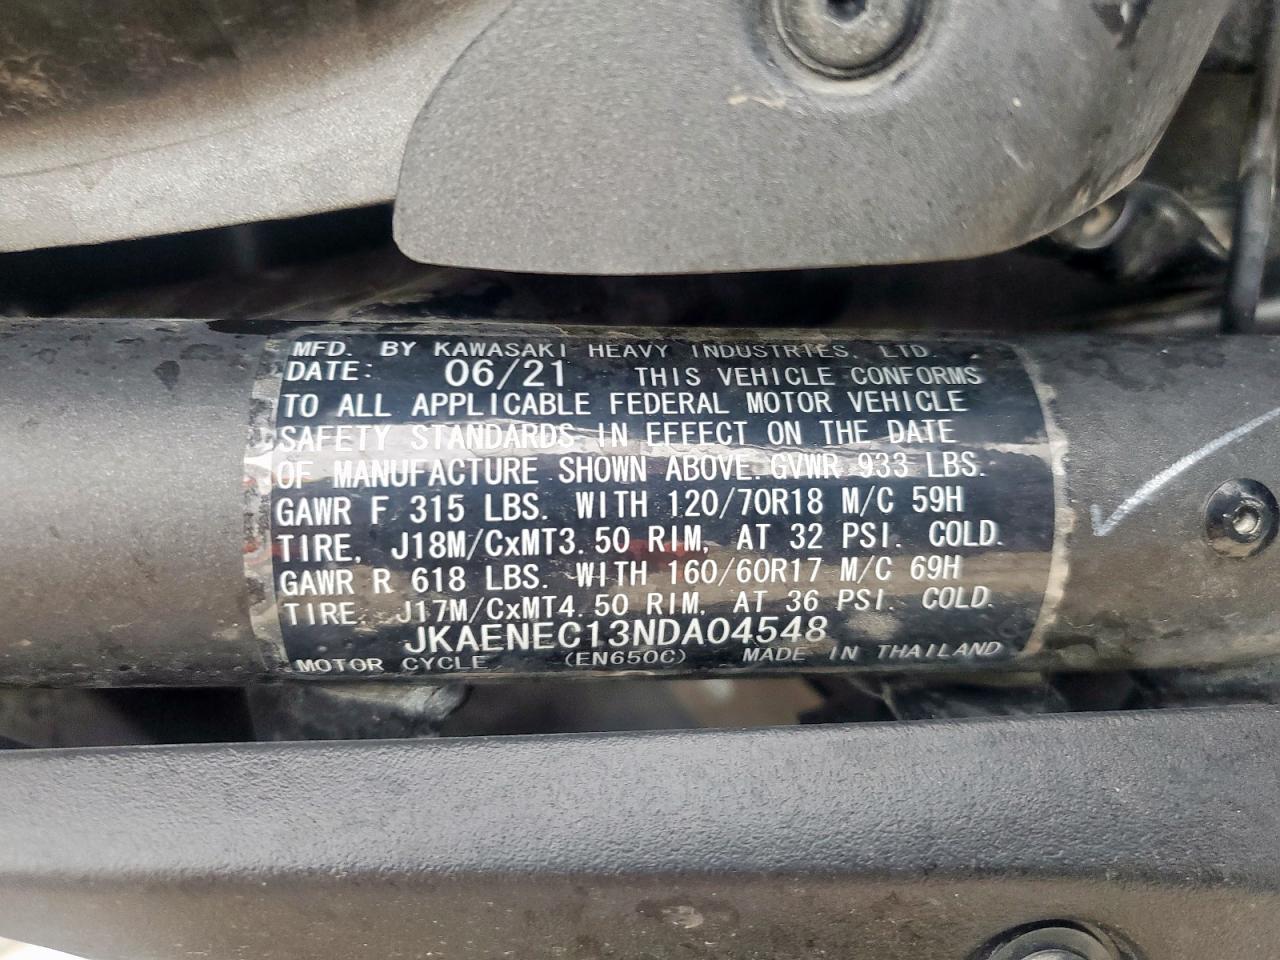 MFD. BY KAWASAKI HEAVY INDUSTRIES, LTD.
DATE: 06/21 THIS VEHICLE CONFORMS
TO ALL APPLICABLE FEDERAL MOTOR VEHICLE
SAFETY STANDARDS IN EFFECT ON THE DATE
OF MANUFACTURE SHOWN ABOVE. GVWR 933 LBS.
GAWR F 315 LBS. WITH 120/70R18 M/C 59H
TIRE, J18M/CxMT3.50 RIM, AT 32 PSI. COLD.
GAWR R 618 LBS. WITH 160/60R17 M/C 69H
TIRE, J17M/CxMT4.50 RIM, AT 36 PSI. COLD.
JKAENEC13NDA04548
MOTOR CYCLE (EN650C) MADE IN THAILAND